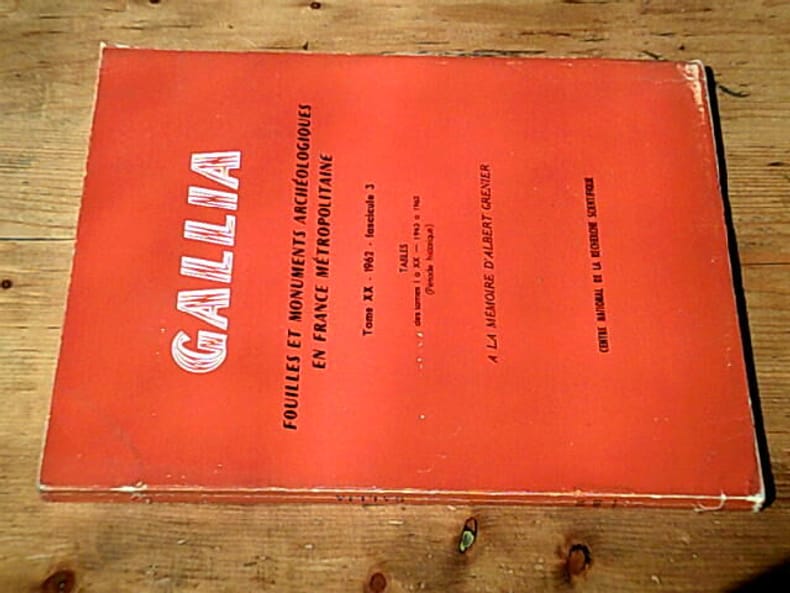 GALLIA
FOUILLES ET MONUMENTS ARCHÉOLOGIQUES
EN FRANCE MÉTROPOLITAINE
Tome XX - 1962 - fascicule 3
TABLES
des tomes I à XX — 1943 à 1962
(Période historique)
A LA MÉMOIRE D'ALBERT GRENIER
CENTRE NATIONAL DE LA RECHERCHE SCIENTIFIQUE